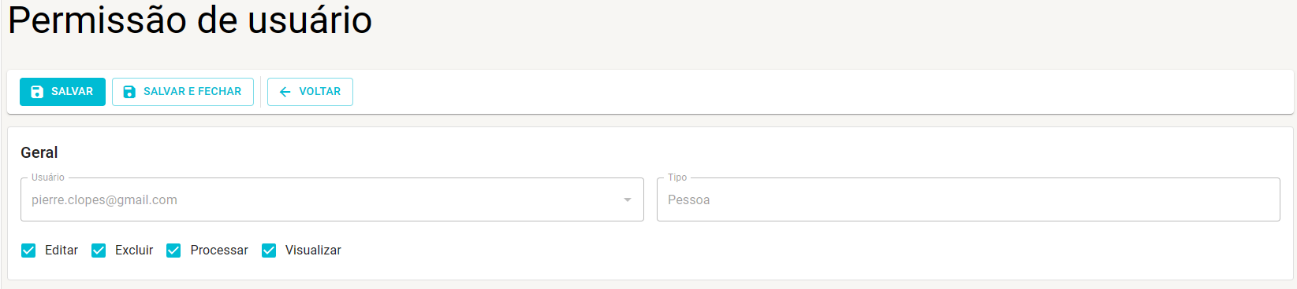 Permissão de usuário
SALVAR SALVAR E FECHAR VOLTAR
Geral
Usuário Tipo
pierre.clopes@gmail.com Pessoa
Editar Excluir Processar Visualizar